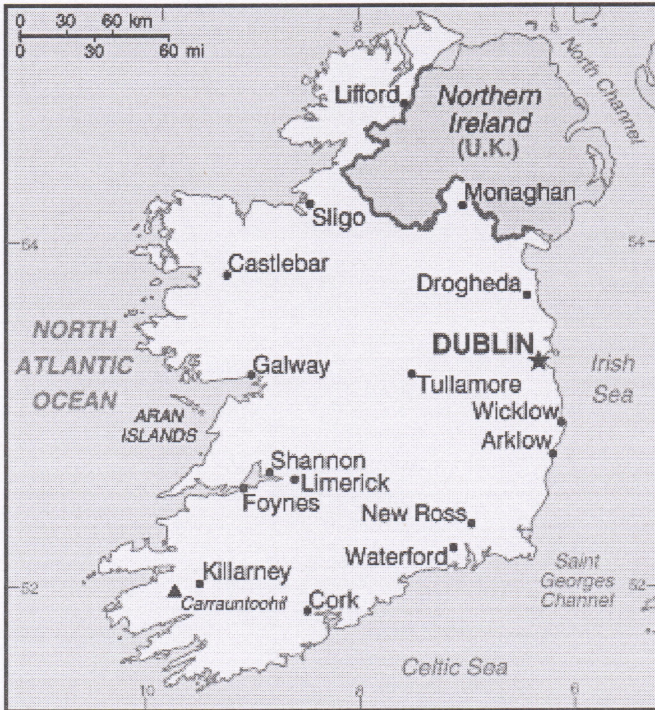 0 30 60 km
0 30 60 mi
8
6
North Channel
Lifford
Northern
Ireland
(U.K.)
Monaghan
Sligo
54
54
Castlebar
Drogheda
NORTH
ATLANTIC
OCEAN
DUBLIN
Irish
Sea
Galway
Tullamore
ARAN
ISLANDS
Wicklow
Arklow
Shannon
Limerick
Foynes
New Ross
Waterford
Saint
Georges
Channel
52
52
Killarney
Carrauntoohil
Cork
Celtic Sea
10
8
6